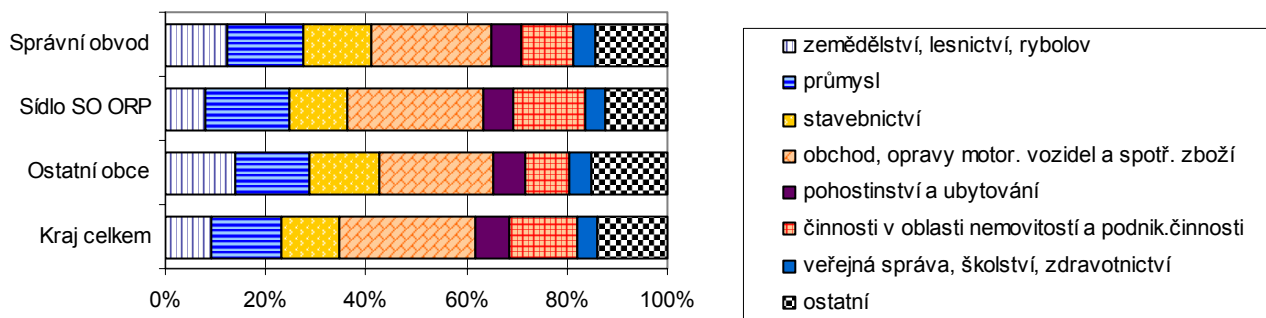 Správní obvod
Sídlo SO ORP
Ostatní obce
Kraj celkem
0% 20% 40% 60% 80% 100%
zemědělství, lesnictví, rybolov
průmysl
stavebnictví
obchod, opravy motor. vozidel a spotř. zboží
pohostinství a ubytování
činnosti v oblasti nemovitostí a podnik.činnosti
veřejná správa, školství, zdravotnictví
ostatní